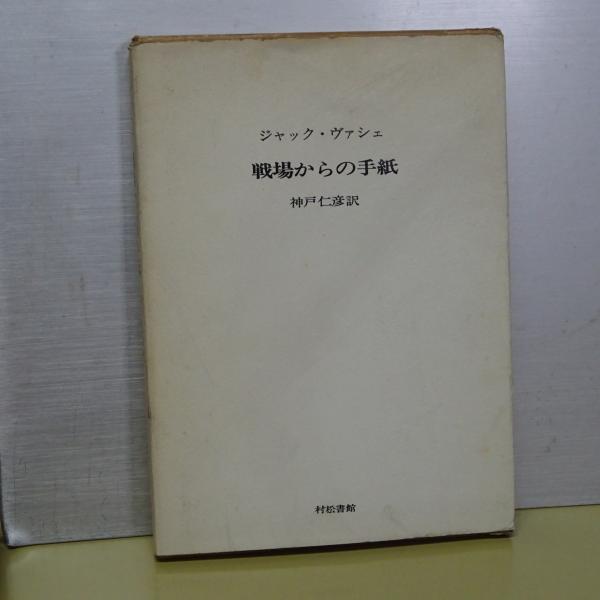 ジャック・ヴァシェ
戦場からの手紙
神戸仁彦訳
村松書館